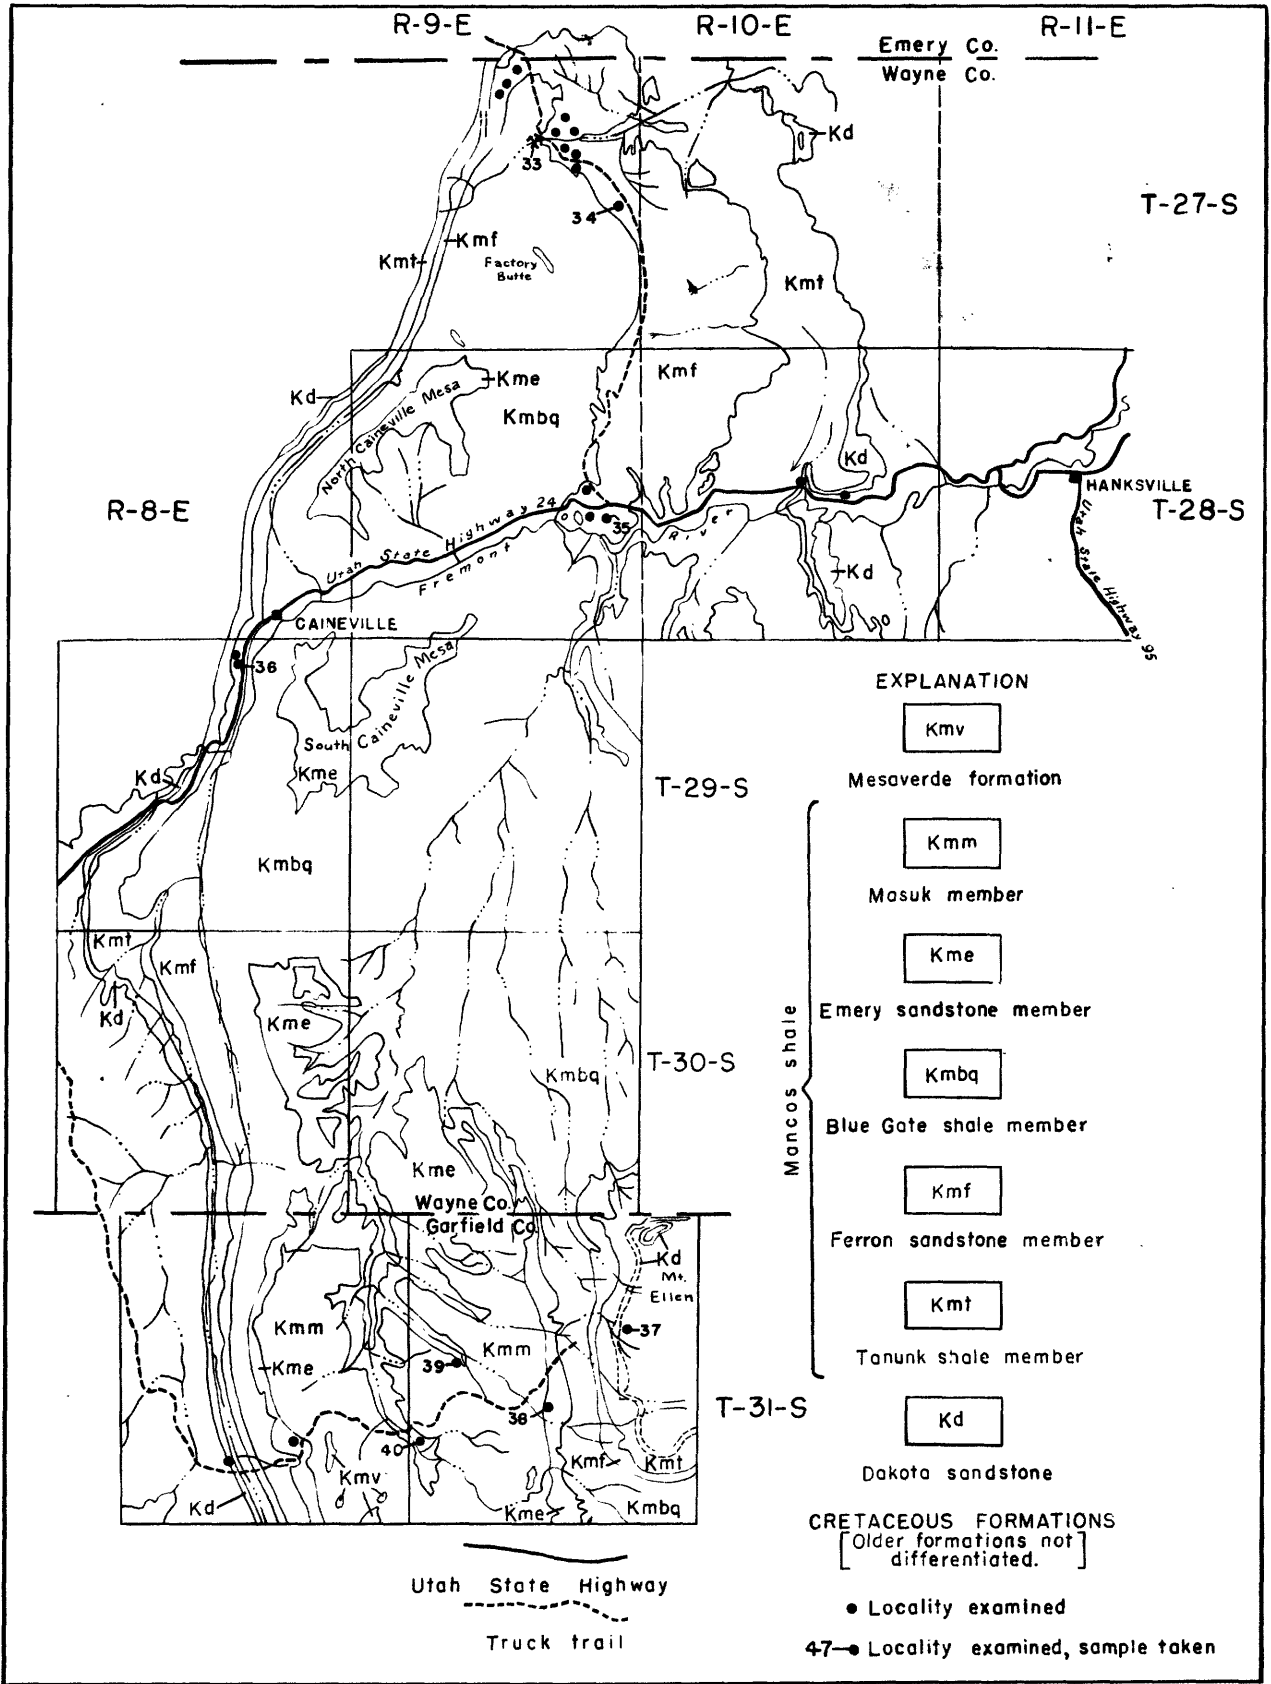 R-9-E
R-10-E
R-11-E
Emery Co.
Wayne Co.
Kd
33
34
T-27-S
Kmf
Kmt
Factory
Butte
Kmt
Kd
Kme
Kmf
North Caineville Mesa
Kmbq
Kd
HANKSVILLE
R-8-E
T-28-S
Utah State Highway 24
35
Fremont River
Utah State Highway 95
Kd
CAINEVILLE
36
South Caineville Mesa
Kme
Kd
T-29-S
Kmbq
Kmt
Kmf
Kd
Kme
T-30-S
Kmbq
Kme
Wayne Co.
Garfield Co.
Kd
Mt.
Ellen
37
Kmm
Kmm
Kme
39
T-31-S
38
40
Kmv
Kmf
Kmt
Kd
Kme
Kmbq
EXPLANATION
Kmv
Mesaverde formation
Kmm
Masuk member
Kme
Emery sandstone member
Kmbq
Blue Gate shale member
Kmf
Ferron sandstone member
Kmt
Tanunk shale member
Mancos shale
Kd
Dakota sandstone
CRETACEOUS FORMATIONS
[Older formations not
differentiated.]
Utah State Highway
Truck trail
Locality examined
47 Locality examined, sample taken